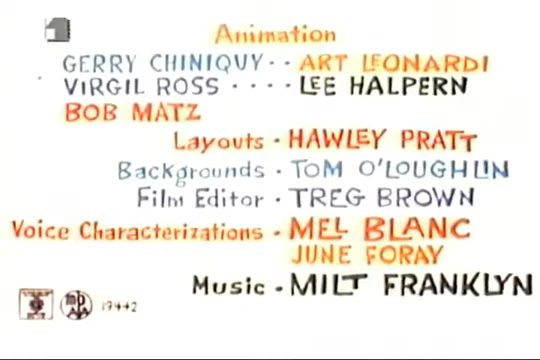 Animation
GERRY CHINIQUY · · ART LEONARDI
VIRGIL ROSS · · · · LEE HALPERN
BOB MATZ
Layouts · HAWLEY PRATT
Backgrounds · TOM O'LOUGHLIN
Film Editor · TREG BROWN
Voice Characterizations · MEL BLANC
JUNE FORAY
Music · MILT FRANKLYN
19442